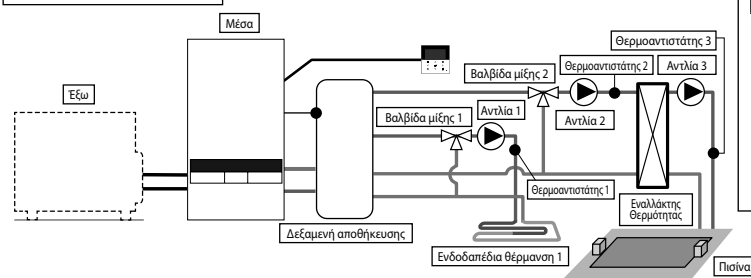 Μέσα
Έξω
Θερμοαντιστάτης 3
Βαλβίδα μίξης 2
Θερμοαντιστάτης 2
Αντλία 3
Βαλβίδα μίξης 1
Αντλία 1
Αντλία 2
Θερμοαντιστάτης 1
Εναλλάκτης
Θερμότητας
Δεξαμενή αποθήκευσης
Ενδοδαπέδια θέρμανση 1
Πισίνα